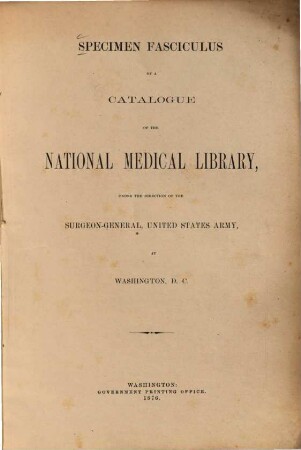 SPECIMEN FASCICULUS
OF A
CATALOGUE
OF THE
NATIONAL MEDICAL LIBRARY,
UNDER THE DIRECTION OF THE
SURGEON-GENERAL, UNITED STATES ARMY,
AT
WASHINGTON, D. C.
WASHINGTON:
GOVERNMENT PRINTING OFFICE.
1876.